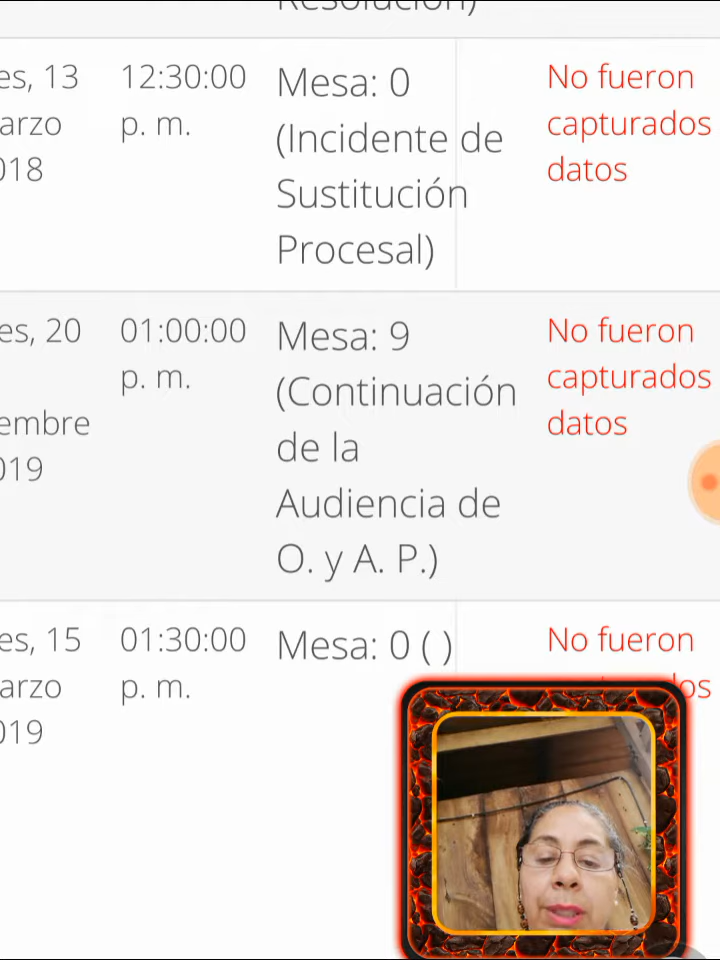 Resolución)
es, 13
arzo
018
12:30:00
p. m.
Mesa: 0
(Incidente de
Sustitución
Procesal)
No fueron
capturados
datos
es, 20
embre
019
01:00:00
p. m.
Mesa: 9
(Continuación
de la
Audiencia de
O. y A. P.)
No fueron
capturados
datos
es, 15
arzo
019
01:30:00
p. m.
Mesa: 0 ( )
No fueron
os